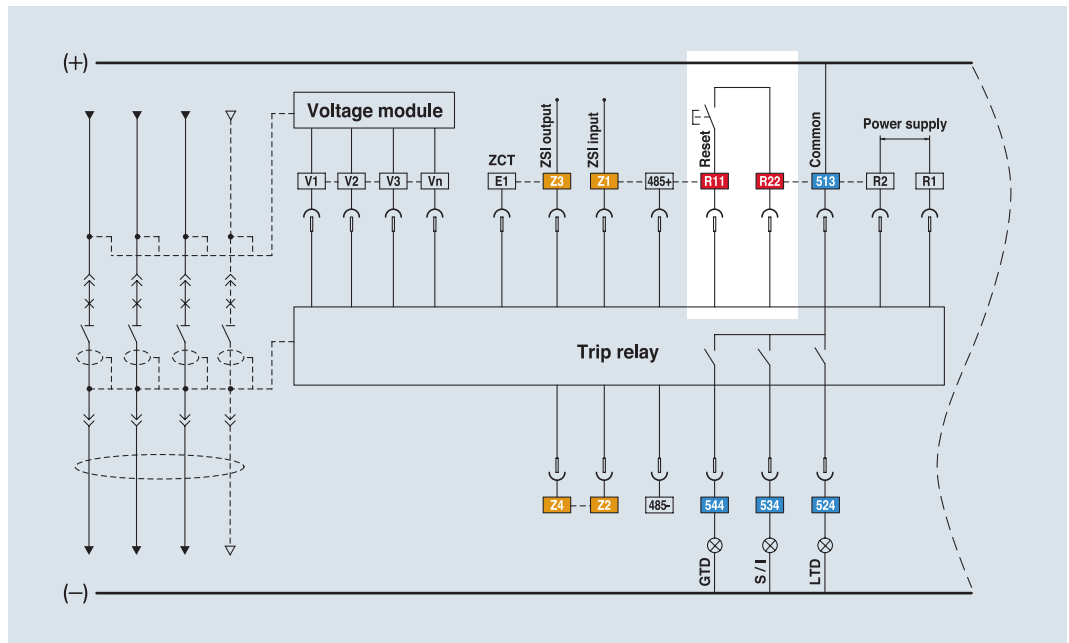 (+)
Voltage module
ZCT
ZSI output
ZSI input
Reset
Common
Power supply
V1
V2
V3
Vn
E1
Z3
Z1
485+
R11
R22
513
R2
R1
Trip relay
Z4
Z2
485-
544
534
524
GTD
S / I
LTD
(—)